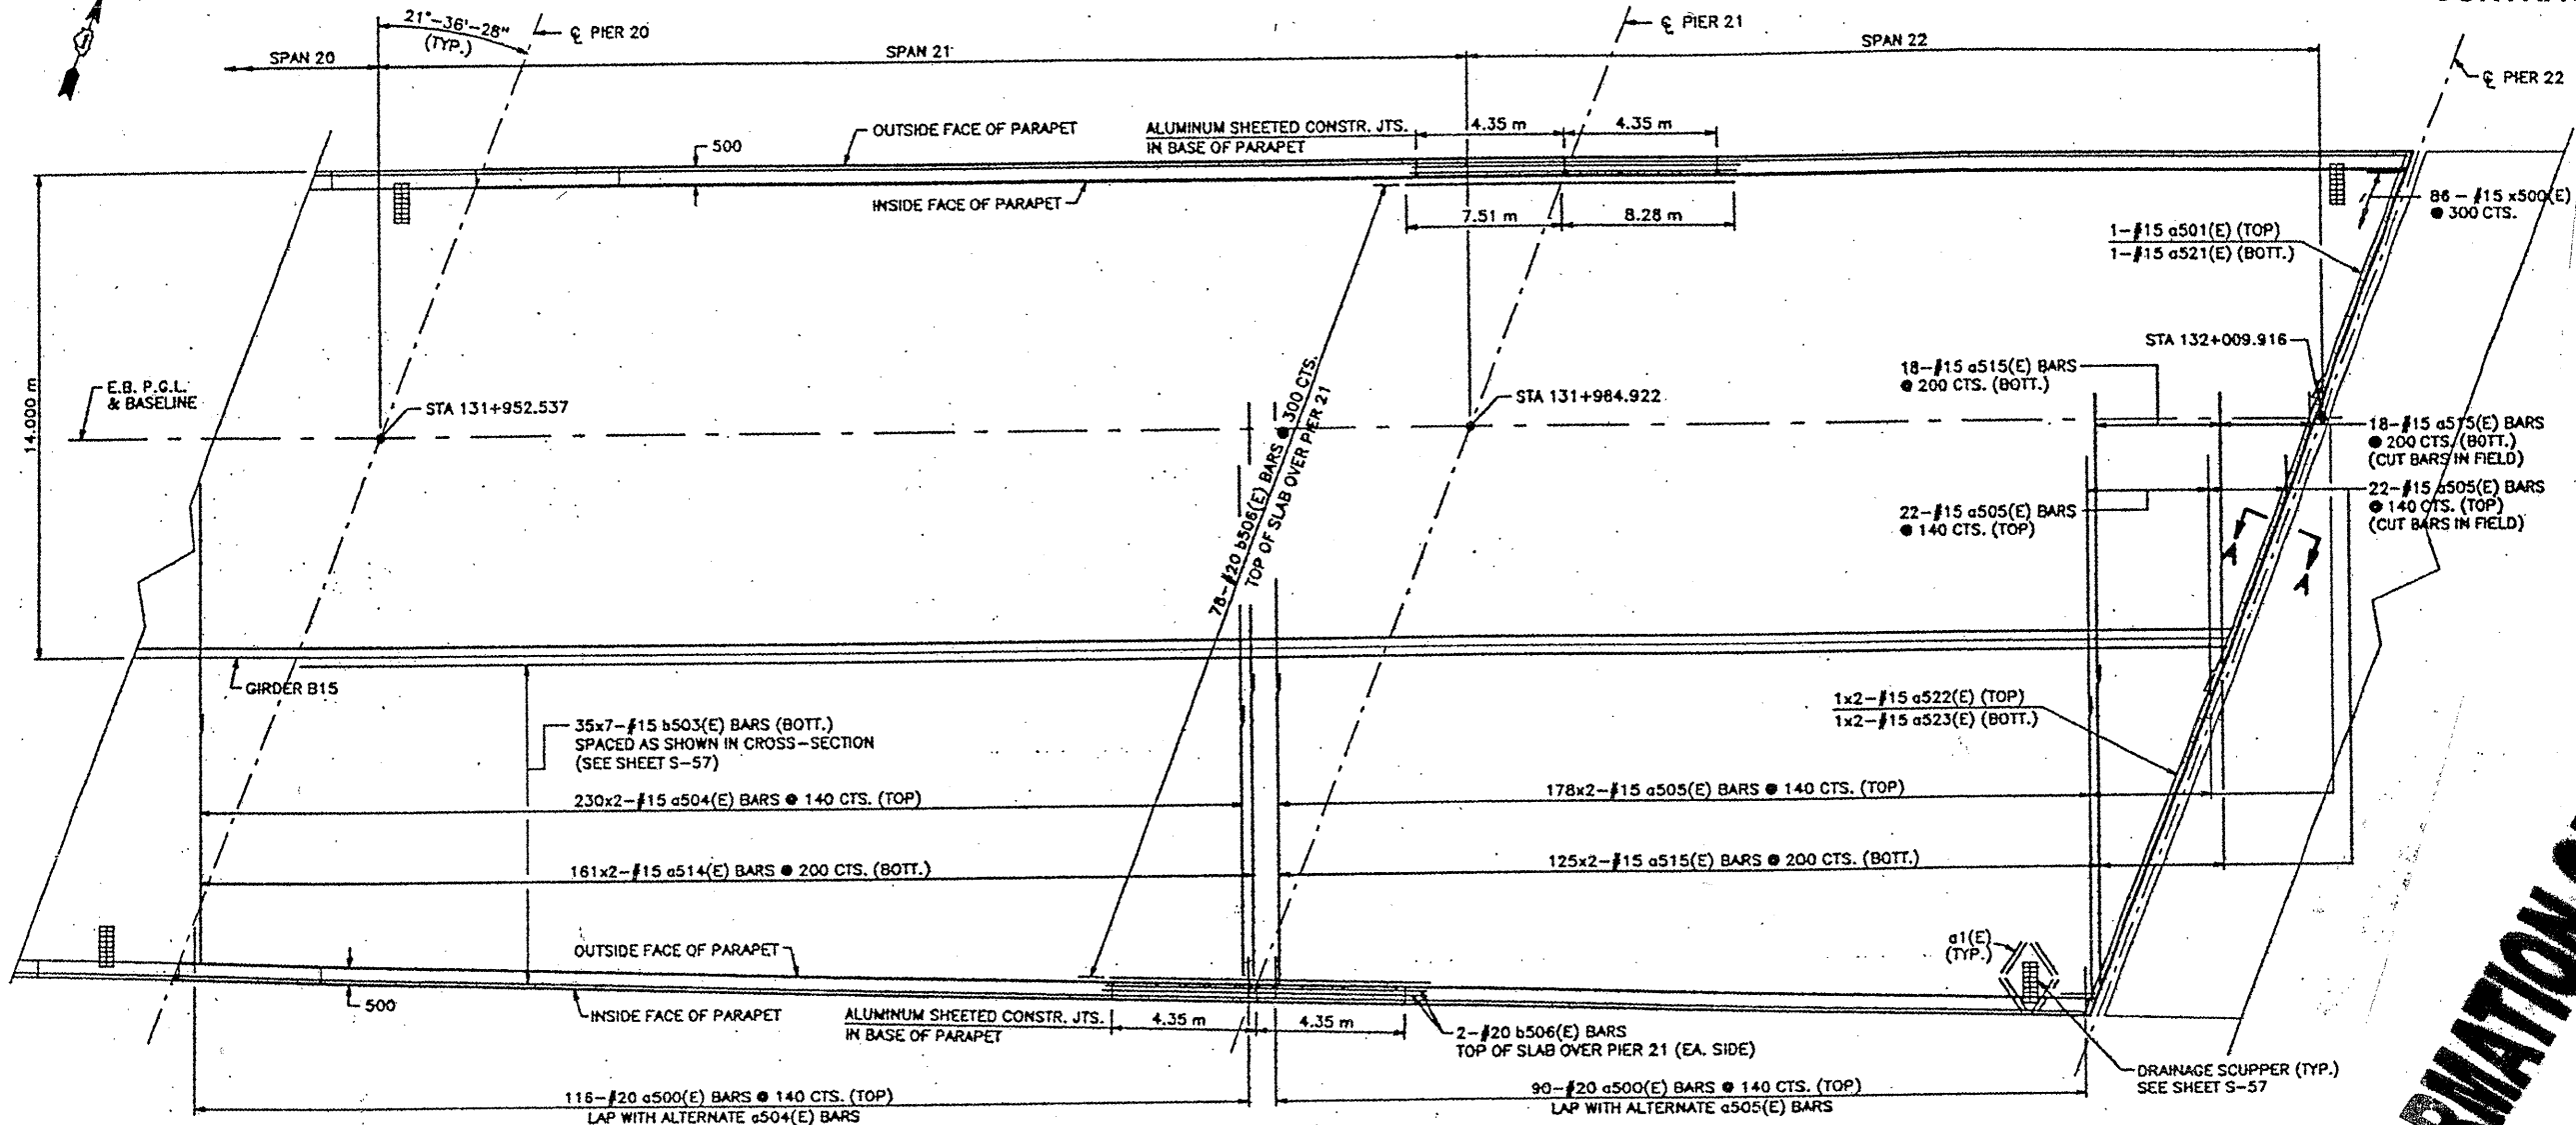 21°-36'-28"
(TYP.)
℄ PIER 20
℄ PIER 21
℄ PIER 22
SPAN 20
SPAN 21
SPAN 22
OUTSIDE FACE OF PARAPET
500
ALUMINUM SHEETED CONSTR. JTS.
IN BASE OF PARAPET
4.35 m
4.35 m
INSIDE FACE OF PARAPET
7.51 m
8.28 m
86-#15 x500(E)
@ 300 CTS.
1-#15 a501(E) (TOP)
1-#15 a521(E) (BOTT.)
14.000 m
E.B. P.G.L.
& BASELINE
STA 131+952.537
STA 131+984.922
STA 132+009.916
78-#20 b506(E) BARS @ 300 CTS.
TOP OF SLAB OVER PIER 21
18-#15 a515(E) BARS
@ 200 CTS. (BOTT.)
18-#15 a515(E) BARS
@ 200 CTS. (BOTT.)
(CUT BARS IN FIELD)
22-#15 a505(E) BARS
@ 140 CTS. (TOP)
22-#15 a505(E) BARS
@ 140 CTS. (TOP)
(CUT BARS IN FIELD)
A
A
GIRDER B15
35x7-#15 b503(E) BARS (BOTT.)
SPACED AS SHOWN IN CROSS-SECTION
(SEE SHEET S-57)
1x2-#15 a522(E) (TOP)
1x2-#15 a523(E) (BOTT.)
230x2-#15 a504(E) BARS @ 140 CTS. (TOP)
178x2-#15 a505(E) BARS @ 140 CTS. (TOP)
161x2-#15 a514(E) BARS @ 200 CTS. (BOTT.)
125x2-#15 a515(E) BARS @ 200 CTS. (BOTT.)
OUTSIDE FACE OF PARAPET
a1(E)
(TYP.)
500
INSIDE FACE OF PARAPET
ALUMINUM SHEETED CONSTR. JTS.
IN BASE OF PARAPET
4.35 m
4.35 m
2-#20 b506(E) BARS
TOP OF SLAB OVER PIER 21 (EA. SIDE)
DRAINAGE SCUPPER (TYP.)
SEE SHEET S-57
116-#20 a500(E) BARS @ 140 CTS. (TOP)
LAP WITH ALTERNATE a504(E) BARS
90-#20 a500(E) BARS @ 140 CTS. (TOP)
LAP WITH ALTERNATE a505(E) BARS